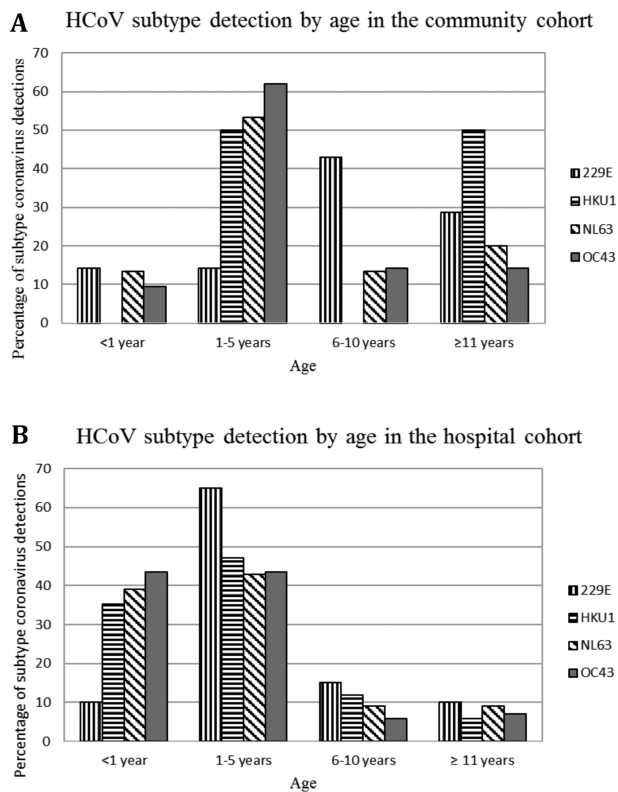 A
HCoV subtype detection by age in the community cohort
Percentage of subtype coronavirus detections
70
60
50
40
30
20
10
0
<1 year
1-5 years
6-10 years
≥11 years
Age
229E
HKU1
NL63
OC43
B
HCoV subtype detection by age in the hospital cohort
Percentage of subtype coronavirus detections
70
60
50
40
30
20
10
0
<1 year
1-5 years
6-10 years
≥ 11 years
Age
229E
HKU1
NL63
OC43